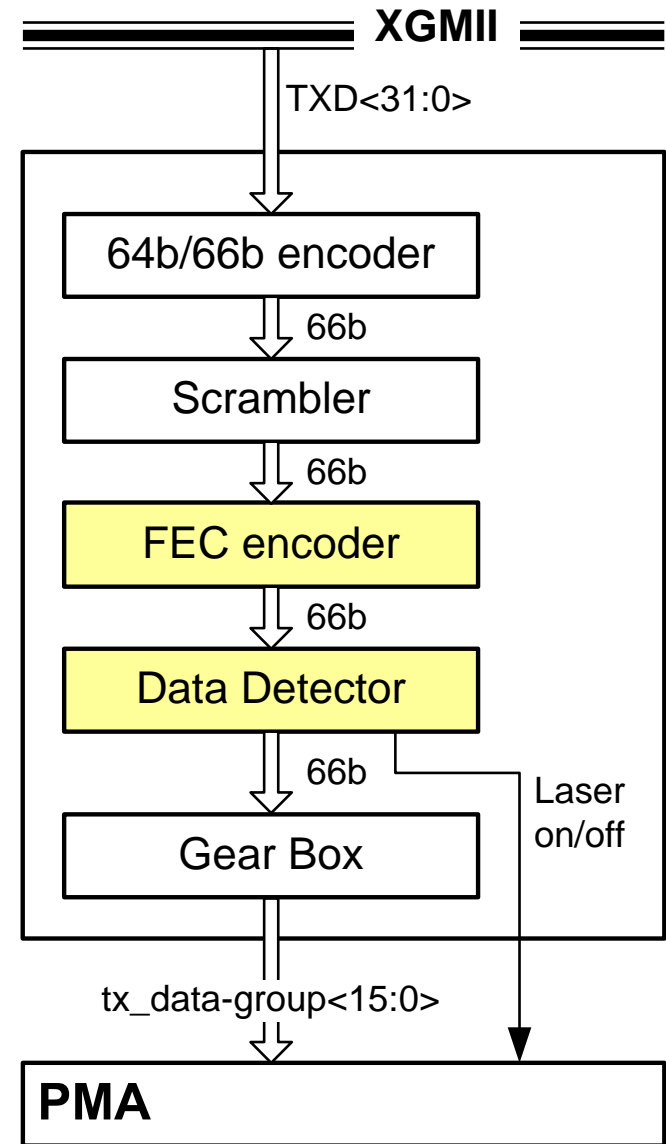 XGMII
TXD<31:0>
64b/66b encoder
66b
Scrambler
66b
FEC encoder
66b
Data Detector
66b
Laser
on/off
Gear Box
tx_data-group<15:0>
PMA